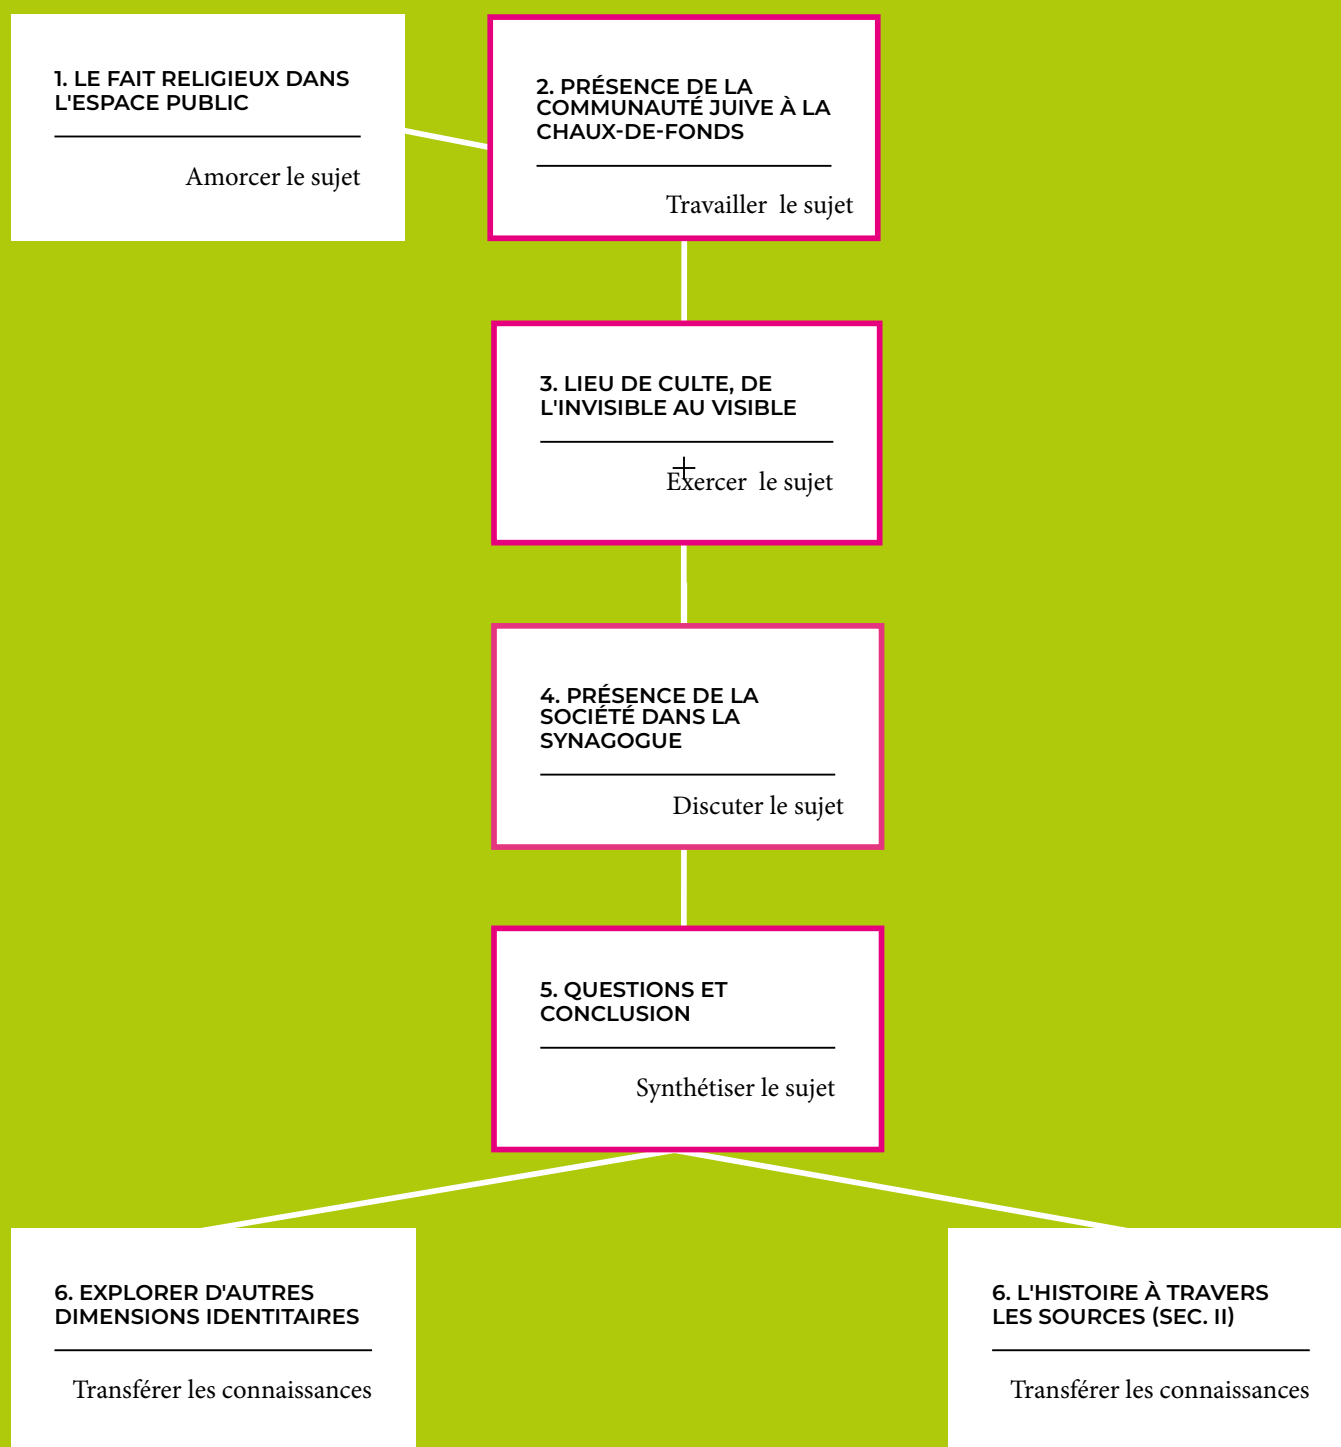 1. LE FAIT RELIGIEUX DANS
L'ESPACE PUBLIC
Amorcer le sujet
2. PRÉSENCE DE LA
COMMUNAUTÉ JUIVE À LA
CHAUX-DE-FONDS
Travailler le sujet
3. LIEU DE CULTE, DE
L'INVISIBLE AU VISIBLE
Exercer le sujet
4. PRÉSENCE DE LA
SOCIÉTÉ DANS LA
SYNAGOGUE
Discuter le sujet
5. QUESTIONS ET
CONCLUSION
Synthétiser le sujet
6. EXPLORER D'AUTRES
DIMENSIONS IDENTITAIRES
Transférer les connaissances
6. L'HISTOIRE À TRAVERS
LES SOURCES (SEC. II)
Transférer les connaissances